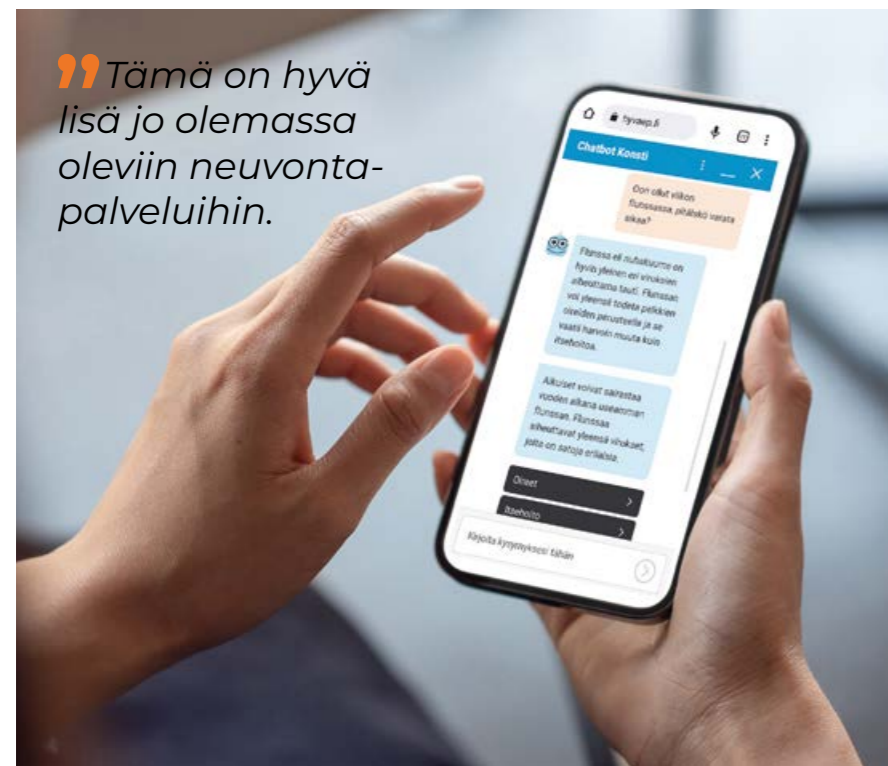 ”Tämä on hyvä
lisä jo olemassa
oleviin neuvonta-
palveluihin.
hyvaep.fi
Chatbot Konsti
Oon ollut viikon
flunssassa, pitäiskö varata
aikaa?
Flunssa eli nuhakuume on
hyvin yleinen eri viruksien
aiheuttama tauti. Flunssan
voi yleensä todeta pelkkien
oireiden perusteella ja se
vaatii harvoin muuta kuin
itsehoitoa.
Aikuiset voivat sairastaa
vuoden aikana useamman
flunssan. Flunssaa
aiheuttavat yleensä virukset,
joita on satoja erilaisia.
Oireet
Itsehoito
Kirjoita kysymyksesi tähän